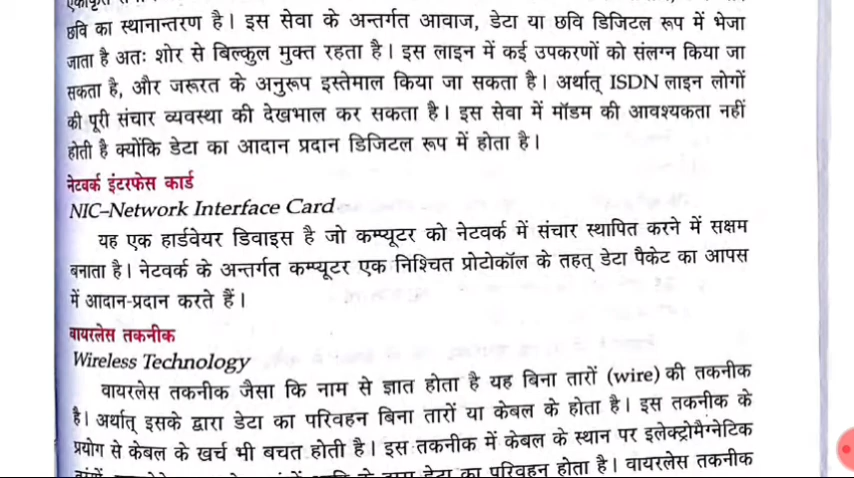 छवि का स्थानान्तरण है। इस सेवा के अन्तर्गत आवाज, डेटा या छवि डिजिटल रूप में भेजा
जाता है अतः शोर से बिल्कुल मुक्त रहता है। इस लाइन में कई उपकरणों को संलग्न किया जा
सकता है, और जरूरत के अनुरूप इस्तेमाल किया जा सकता है। अर्थात् ISDN लाइन लोगों
की पूरी संचार व्यवस्था की देखभाल कर सकता है। इस सेवा में मॉडम की आवश्यकता नहीं
होती है क्योंकि डेटा का आदान प्रदान डिजिटल रूप में होता है।
नेटवर्क इंटरफेस कार्ड
NIC–Network Interface Card
यह एक हार्डवेयर डिवाइस है जो कम्प्यूटर को नेटवर्क में संचार स्थापित करने में सक्षम
बनाता है। नेटवर्क के अन्तर्गत कम्प्यूटर एक निश्चित प्रोटोकॉल के तहत् डेटा पैकेट का आपस
में आदान-प्रदान करते हैं।
वायरलेस तकनीक
Wireless Technology
वायरलेस तकनीक जैसा कि नाम से ज्ञात होता है यह बिना तारों (wire) की तकनीक
है। अर्थात् इसके द्वारा डेटा का परिवहन बिना तारों या केबल के होता है। इस तकनीक के
प्रयोग से केबल के खर्च भी बचत होती है। इस तकनीक में केबल के स्थान पर इलेक्ट्रोमैग्नेटिक
डेटा का परिवहन होता है। वायरलेस तकनीक